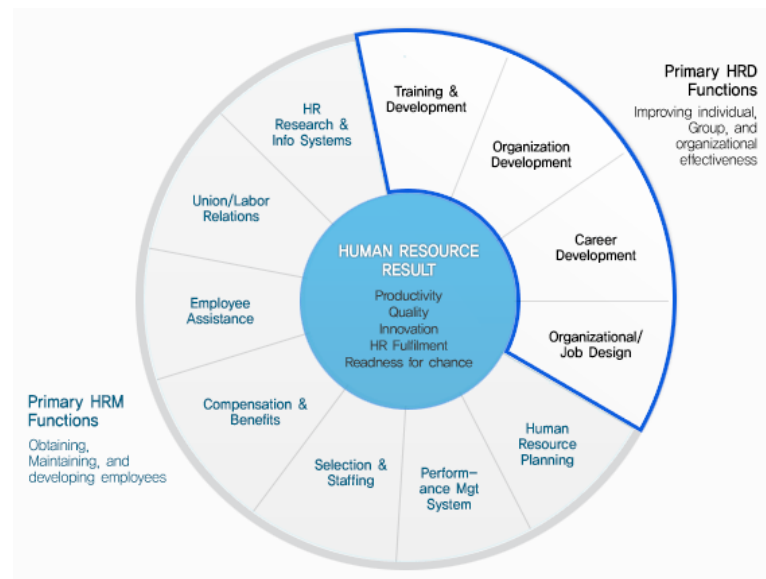 Training &
Development
Organization
Development
Career
Development
Organizational/
Job Design
Human
Resource
Planning
Perform-
ance Mgt
System
Selection &
Staffing
Compensation &
Benefits
Employee
Assistance
Union/Labor
Relations
HR
Research &
Info Systems
HUMAN RESOURCE
RESULT
Productivity
Quality
Innovation
HR Fulfilment
Readiness for chance
Primary HRD
Functions
Improving individual,
Group, and
organizational
effectiveness
Primary HRM
Functions
Obtaining,
Maintaining, and
developing employees